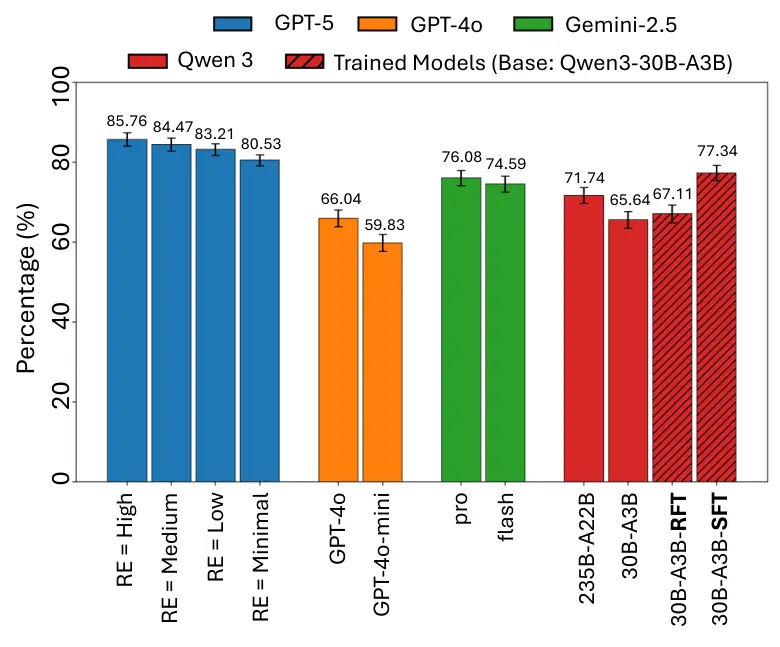 GPT-5 GPT-4o Gemini-2.5
Qwen 3 Trained Models (Base: Qwen3-30B-A3B)
Percentage (%)
100
80
60
40
20
0
85.76 84.47 83.21 80.53
66.04 59.83
76.08 74.59
71.74 65.64 67.11 77.34
RE = High
RE = Medium
RE = Low
RE = Minimal
GPT-4o
GPT-4o-mini
pro
flash
235B-A22B
30B-A3B
30B-A3B-RFT
30B-A3B-SFT